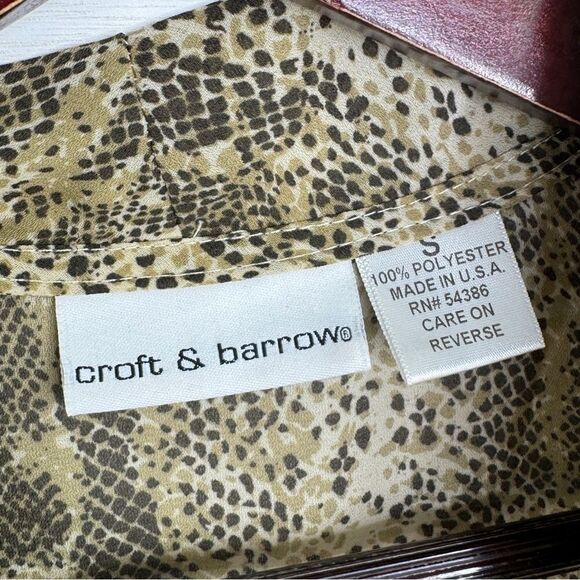 croft & barrow®
S
100% POLYESTER
MADE IN U.S.A.
RN# 54386
CARE ON
REVERSE